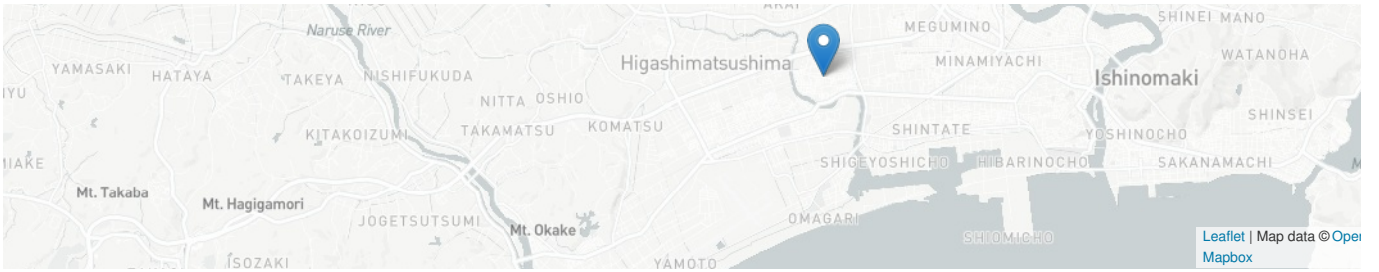 ARAI
SHINEI MANO
Naruse River
MEGUMINO
WATANOHA
YAMASAKI
HATAYA
TAKEYA
NISHIFUKUDA
Higashimatsushima
MINAMIYACHI
Ishinomaki
NITTA
OSHIO
SHINSEI
KITAKOIZUMI
TAKAMATSU
KOMATSU
SHINTATE
YOSHINOCHO
MIAKE
SHIGEYOSHICHO
HIBARINOCHO
SAKANAMACHI
Mt. Takaba
Mt. Hagigamori
JOGETSUTSUMI
Mt. Okake
OMAGARI
SHIOMICHO
Leaflet | Map data © Open
Mapbox
ISOZAKI
YAMOTO